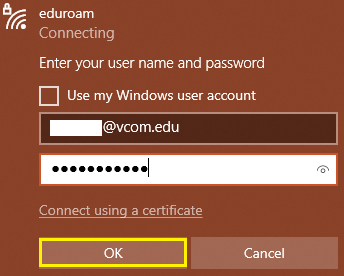 eduroam
Connecting
Enter your user name and password
Use my Windows user account
@vcom.edu
●●●●●●●●●●●
Connect using a certificate
OK Cancel